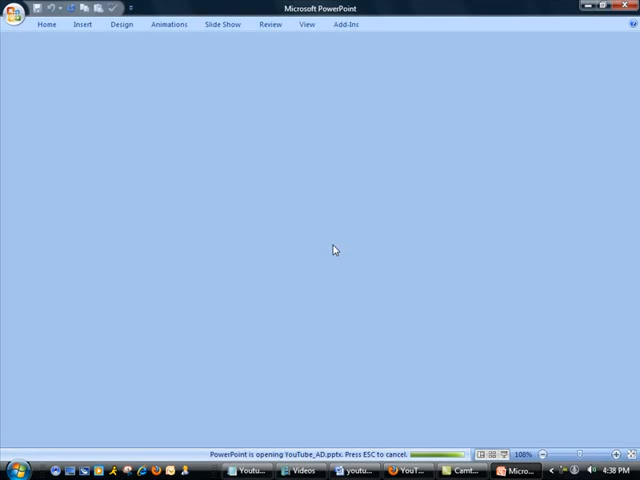 Microsoft PowerPoint
Home Insert Design Animations Slide Show Review View Add-Ins
PowerPoint is opening YouTube_AD.pptx. Press ESC to cancel. 108%
Youtu... Videos youtu... YouT... Camt... Micro... 4:38 PM